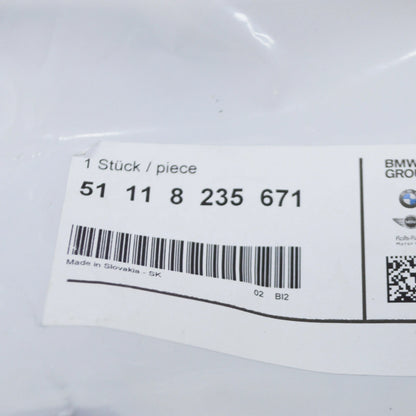 1 Stück / piece
51 11 8 235 671
Made in Slovakia - SK
02 BI2
BMW
GROU